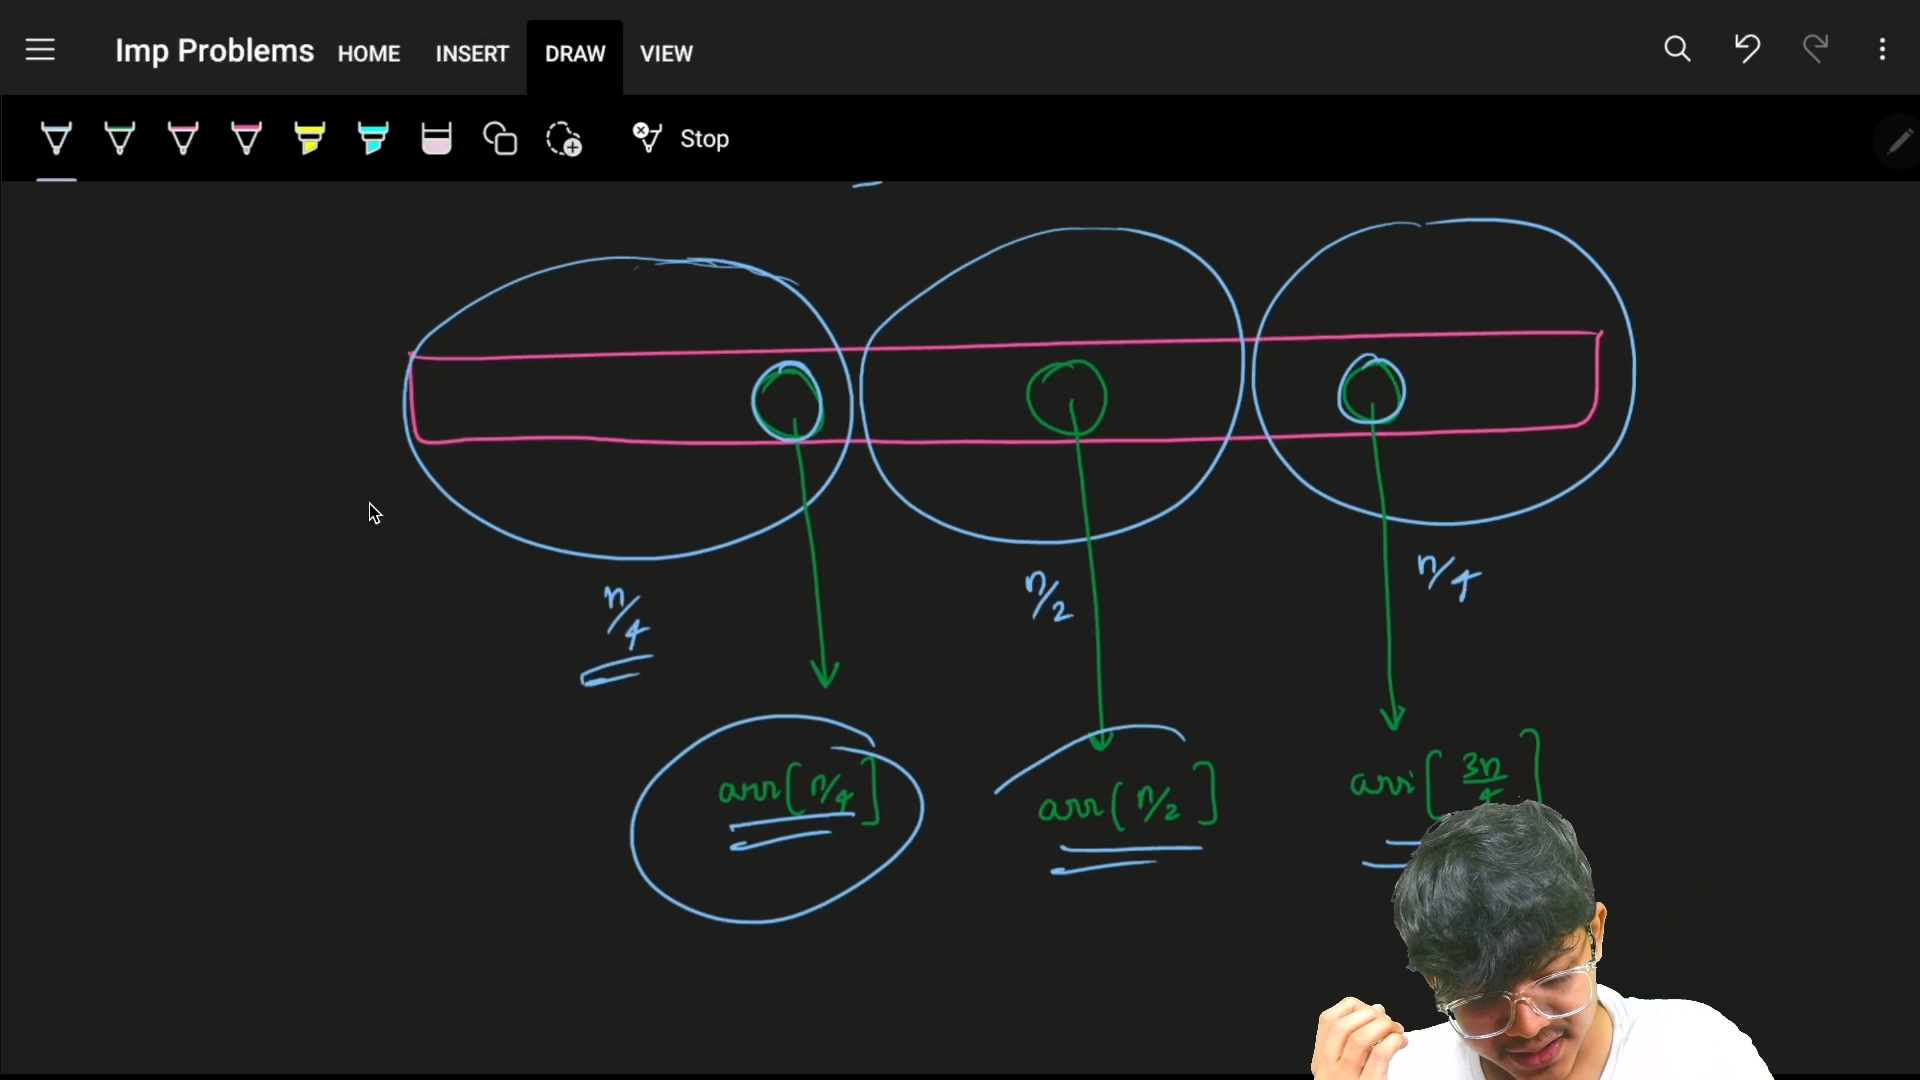 Imp Problems HOME INSERT DRAW VIEW
Stop
n/4 n/2 n/4
arr[n/4] arr[n/2] arr[3n/4]